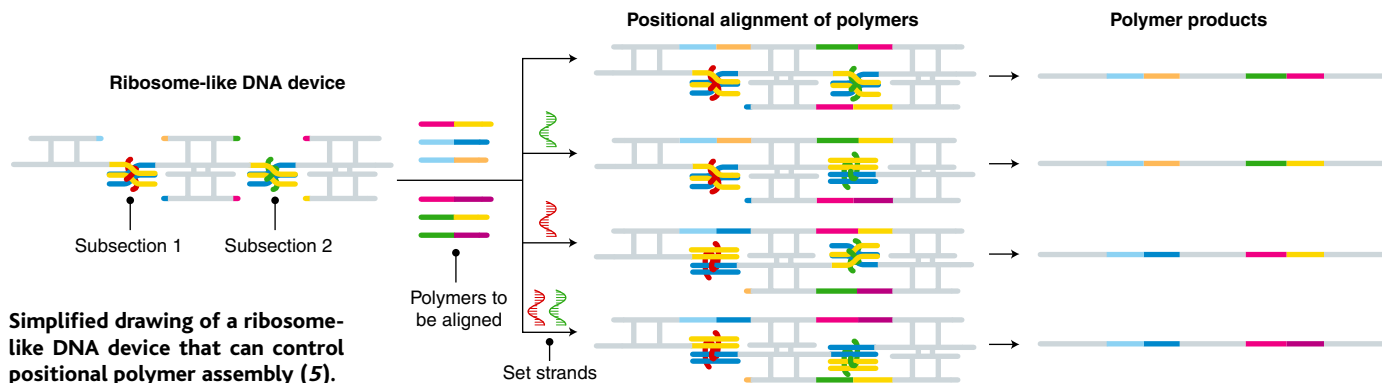 Positional alignment of polymers
Polymer products
Ribosome-like DNA device
Subsection 1
Subsection 2
Polymers to
be aligned
Set strands
Simplified drawing of a ribosome-
like DNA device that can control
positional polymer assembly (5).